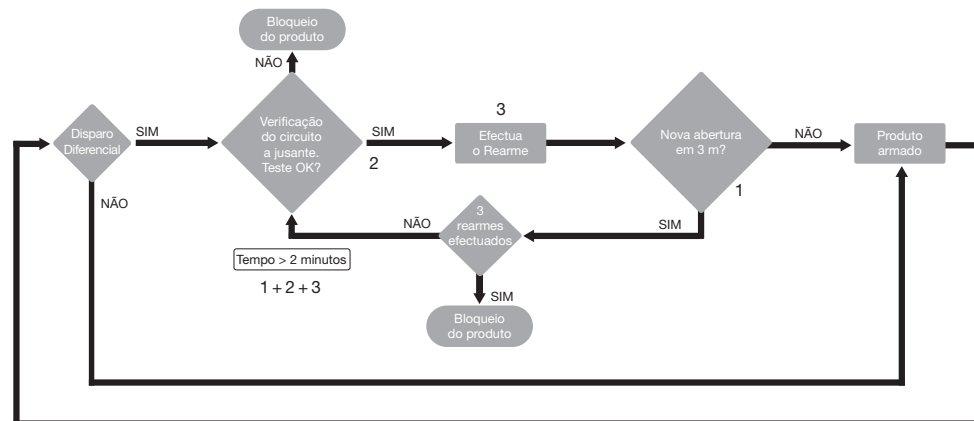 Bloqueio
do produto
NÃO
Disparo
Diferencial
SIM
NÃO
Verificação
do circuito
a jusante.
Teste OK?
SIM
2
3
Efectua
o Rearme
Nova abertura
em 3 m?
1
NÃO
Produto
armado
SIM
3
rearmes
efectuados
NÃO
Tempo > 2 minutos
1 + 2 + 3
SIM
Bloqueio
do produto